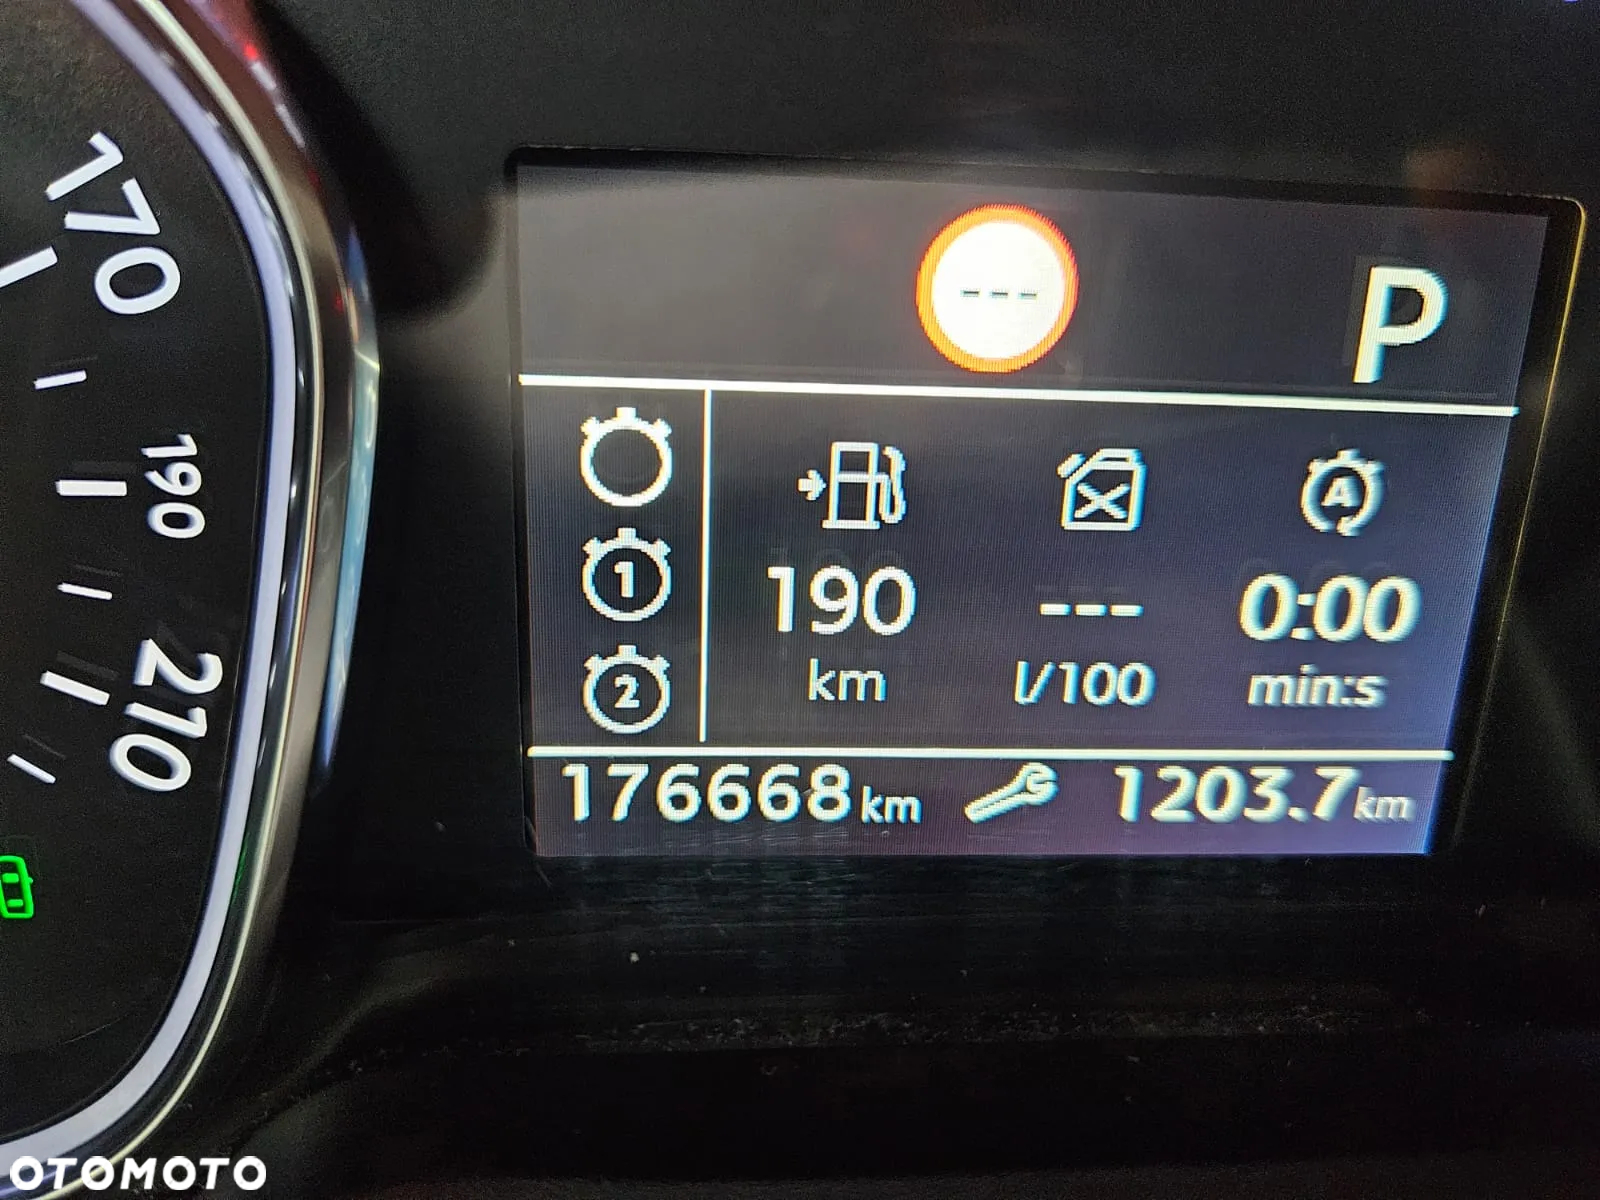 170
190
210
---
P
1
2
A
190
---
0:00
km
l/100
min:s
176668 km
1203.7 km
OTOMOTO